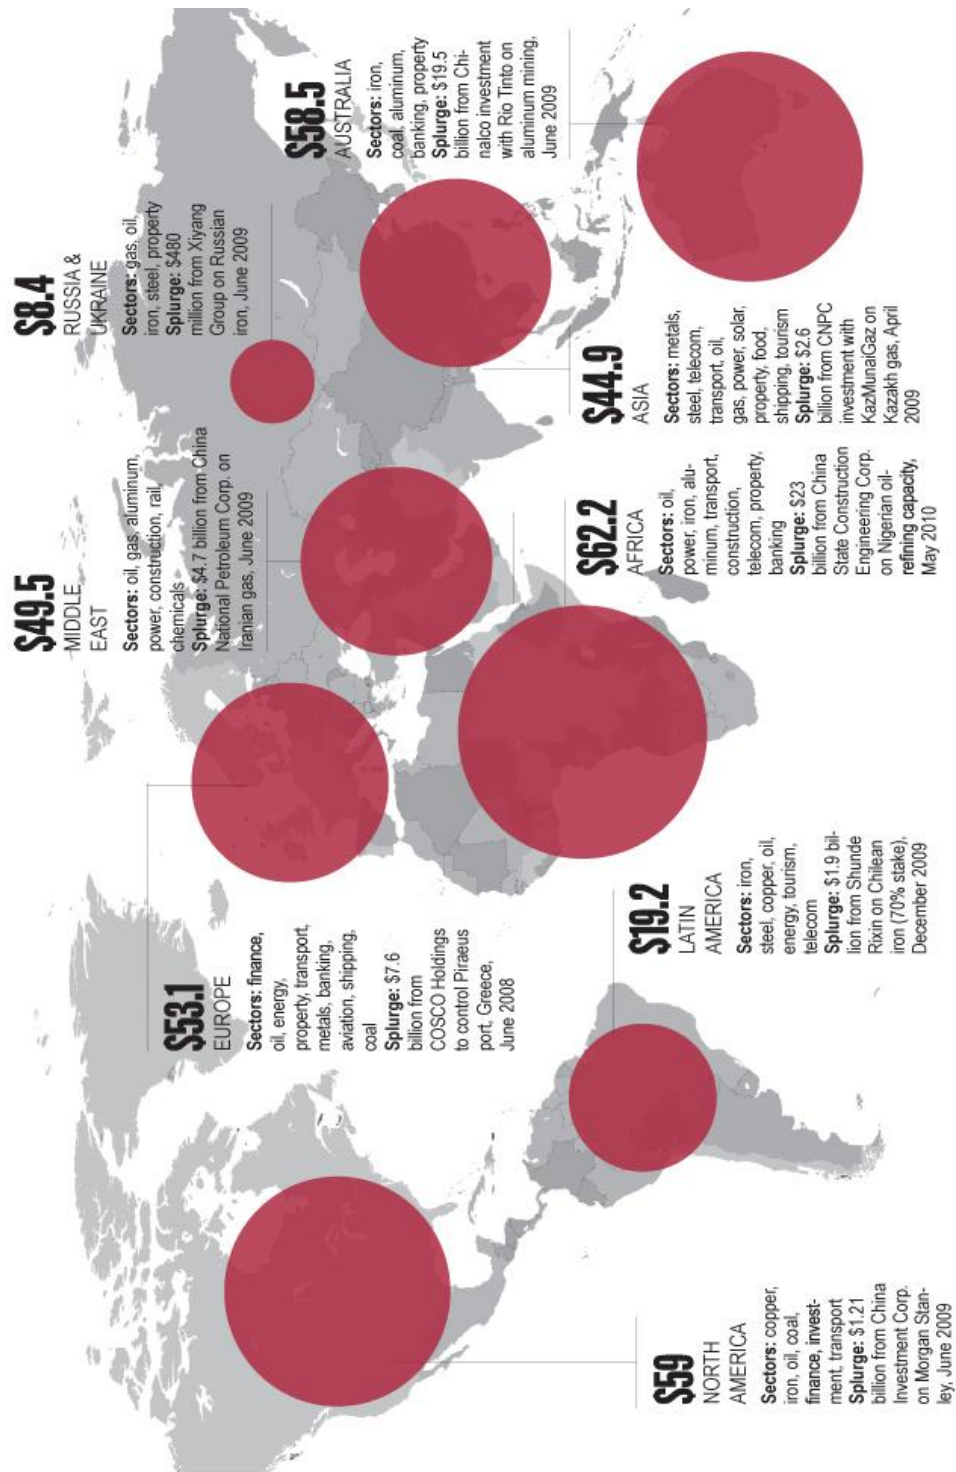 $59
NORTH
AMERICA
Sectors: copper,
iron, oil, coal,
finance, invest-
ment, transport
Splurge: $1.21
billion from China
Investment Corp.
on Morgan Stan-
ley, June 2009
$53.1
EUROPE
Sectors: finance,
oil, energy,
property, transport,
metals, banking,
aviation, shipping,
coal
Splurge: $7.6
billion from
COSCO Holdings
to control Piraeus
port, Greece,
June 2008
$19.2
LATIN
AMERICA
Sectors: iron,
steel, copper, oil,
energy, tourism,
telecom
Splurge: $1.9 bil-
lion from Shunde
Rixin on Chilean
iron (70% stake),
December 2009
$49.5
MIDDLE
EAST
Sectors: oil, gas, aluminum,
power, construction, rail,
chemicals
Splurge: $4.7 billion from China
National Petroleum Corp. on
Iranian gas, June 2009
$62.2
AFRICA
Sectors: oil,
power, iron, alu-
minum, transport,
construction,
telecom, property,
banking
Splurge: $23
billion from China
State Construction
Engineering Corp.
on Nigerian oil-
refining capacity,
May 2010
$8.4
RUSSIA &
UKRAINE
Sectors: gas, oil,
iron, steel, property
Splurge: $480
million from Xiyang
Group on Russian
iron, June 2009
$44.9
ASIA
Sectors: metals,
steel, telecom,
transport, oil,
gas, power, solar,
property, food,
shipping, tourism
Splurge: $2.6
billion from CNPC
investment with
KazMunaiGaz on
Kazakh gas, April
2009
$58.5
AUSTRALIA
Sectors: iron,
coal, aluminum,
banking, property
Splurge: $19.5
billion from Chi-
nalco investment
with Rio Tinto on
aluminum mining,
June 2009